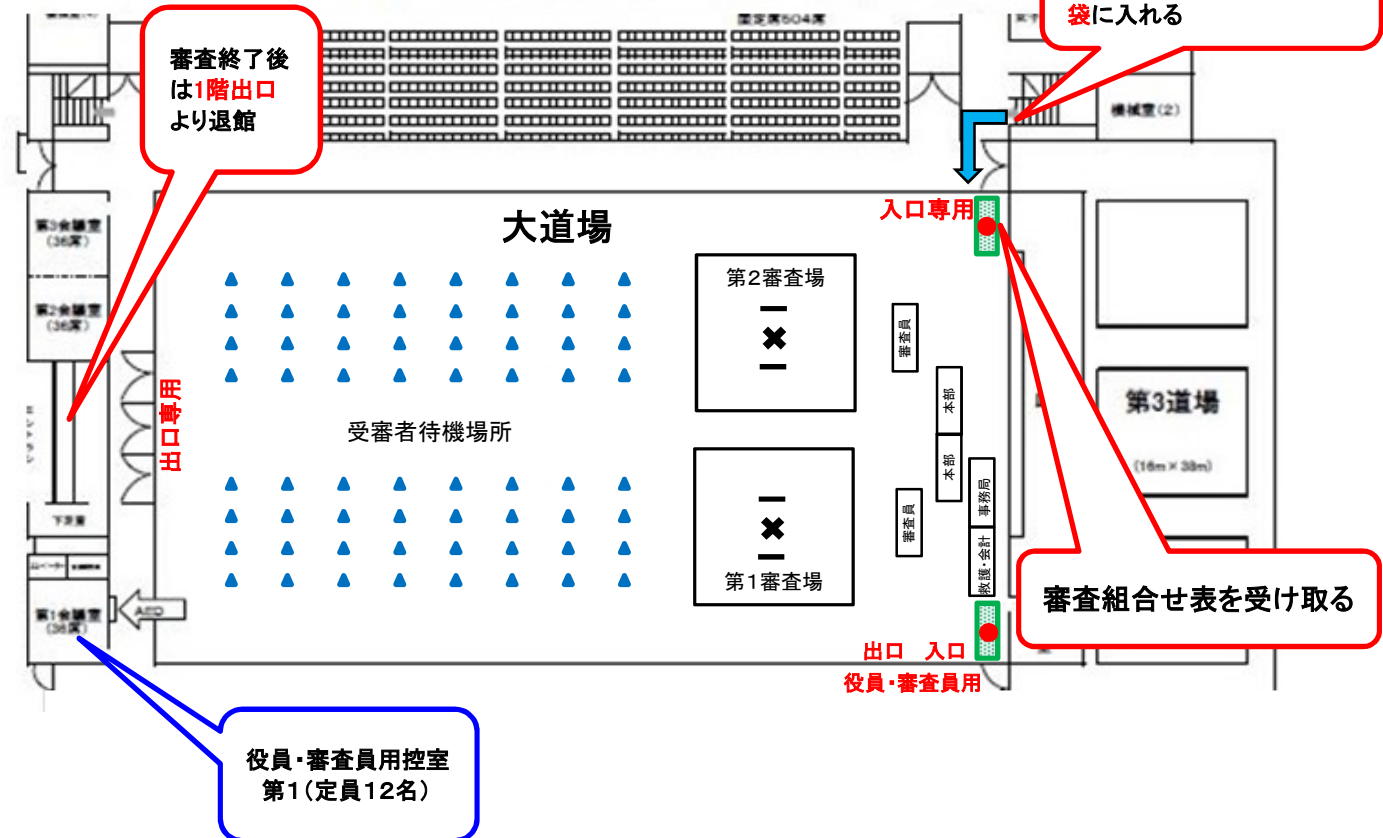 固定席604席
袋に入れる
審査終了後
は1階出口
より退館
機械室(2)
入口専用
大道場
第3会議室
(36席)
第2会議室
(36席)
第2審査場
審査員
本部
出口専用
受審者待機場所
第3道場
(16m×38m)
本部
事務局
審査員
下足室
救護・会計
第1審査場
審査組合せ表を受け取る
第1会議室
(36席)
AED
出口 入口
役員・審査員用
役員・審査員用控室
第1(定員12名)